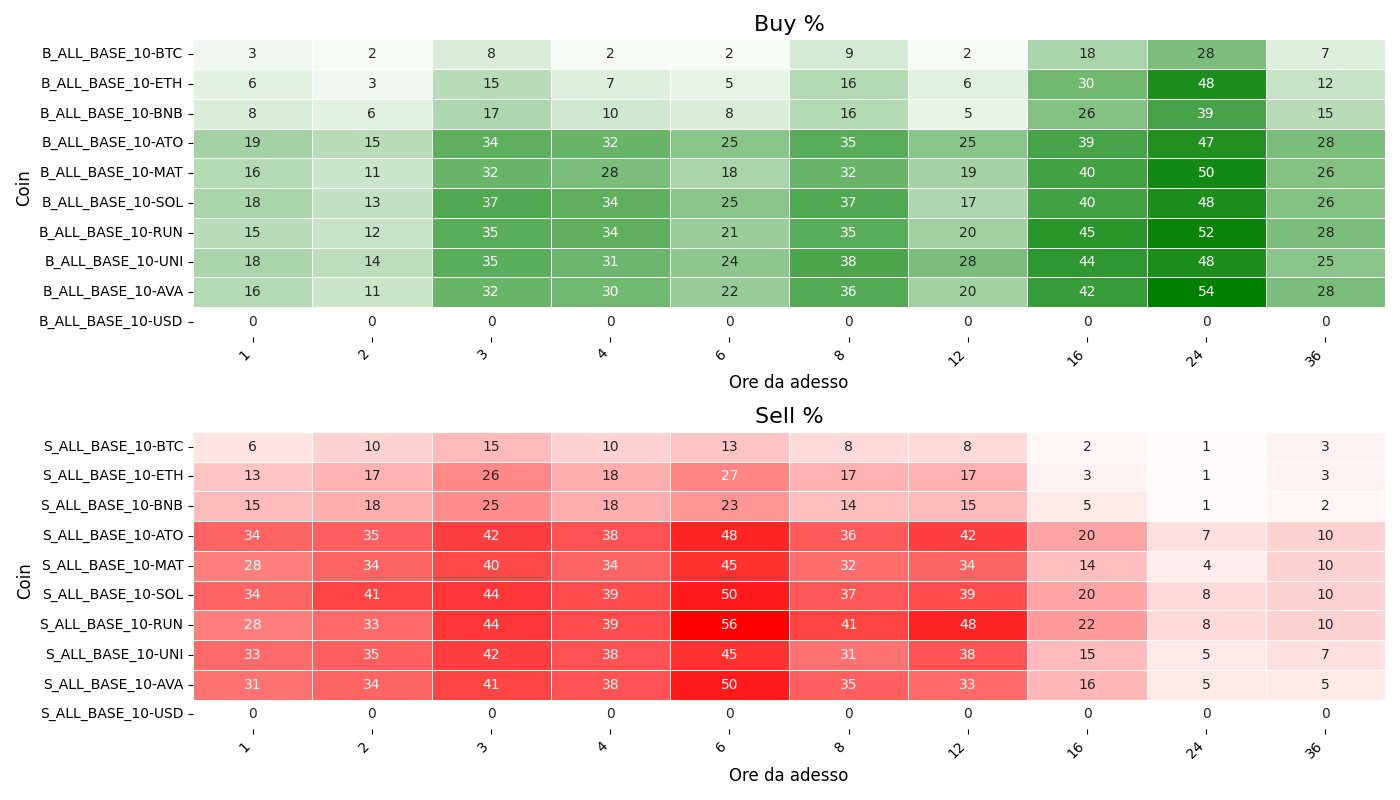 Buy %
Coin
B_ALL_BASE_10-BTC 3 2 8 2 2 9 2 18 28 7
B_ALL_BASE_10-ETH 6 3 15 7 5 16 6 30 48 12
B_ALL_BASE_10-BNB 8 6 17 10 8 16 5 26 39 15
B_ALL_BASE_10-ATO 19 15 34 32 25 35 25 39 47 28
B_ALL_BASE_10-MAT 16 11 32 28 18 32 19 40 50 26
B_ALL_BASE_10-SOL 18 13 37 34 25 37 17 40 48 26
B_ALL_BASE_10-RUN 15 12 35 34 21 35 20 45 52 28
B_ALL_BASE_10-UNI 18 14 35 31 24 38 28 44 48 25
B_ALL_BASE_10-AVA 16 11 32 30 22 36 20 42 54 28
B_ALL_BASE_10-USD 0 0 0 0 0 0 0 0 0 0
1 2 3 4 6 8 12 16 24 36
Ore da adesso
Sell %
Coin
S_ALL_BASE_10-BTC 6 10 15 10 13 8 8 2 1 3
S_ALL_BASE_10-ETH 13 17 26 18 27 17 17 3 1 3
S_ALL_BASE_10-BNB 15 18 25 18 23 14 15 5 1 2
S_ALL_BASE_10-ATO 34 35 42 38 48 36 42 20 7 10
S_ALL_BASE_10-MAT 28 34 40 34 45 32 34 14 4 10
S_ALL_BASE_10-SOL 34 41 44 39 50 37 39 20 8 10
S_ALL_BASE_10-RUN 28 33 44 39 56 41 48 22 8 10
S_ALL_BASE_10-UNI 33 35 42 38 45 31 38 15 5 7
S_ALL_BASE_10-AVA 31 34 41 38 50 35 33 16 5 5
S_ALL_BASE_10-USD 0 0 0 0 0 0 0 0 0 0
1 2 3 4 6 8 12 16 24 36
Ore da adesso